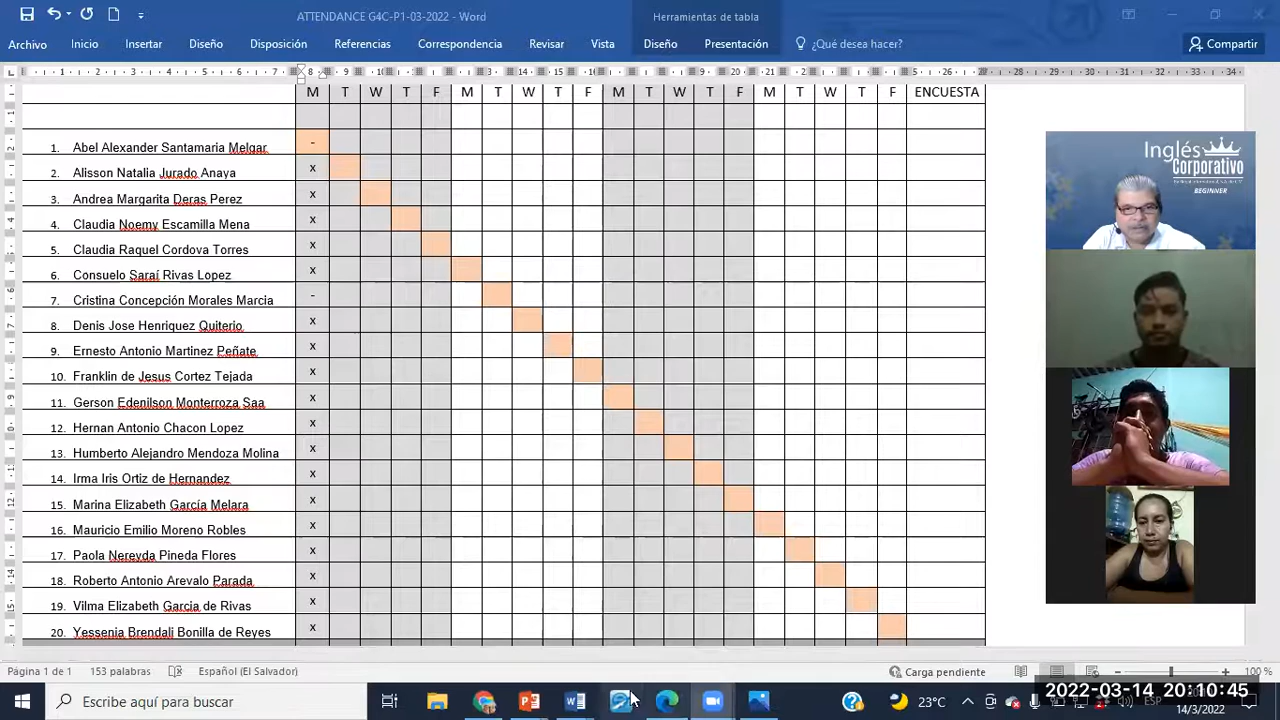 ATTENDANCE G4C-P1-03-2022 - Word
Herramientas de tabla
Archivo Inicio Insertar Diseño Disposición Referencias Correspondencia Revisar Vista Diseño Presentación ¿Qué desea hacer? Compartir
M T W T F M T W T F M T W T F M T W T F ENCUESTA
1. Abel Alexander Santamaria Melgar -
2. Alisson Natalia Jurado Anaya x
3. Andrea Margarita Deras Perez x
4. Claudia Noemy Escamilla Mena x
5. Claudia Raquel Cordova Torres x
6. Consuelo Saraí Rivas Lopez x
7. Cristina Concepción Morales Marcia -
8. Denis Jose Henriquez Quiterio x
9. Ernesto Antonio Martinez Peñate x
10. Franklin de Jesus Cortez Tejada x
11. Gerson Edenilson Monterroza Saa x
12. Hernan Antonio Chacon Lopez x
13. Humberto Alejandro Mendoza Molina x
14. Irma Iris Ortiz de Hernandez x
15. Marina Elizabeth García Melara x
16. Mauricio Emilio Moreno Robles x
17. Paola Nereyda Pineda Flores x
18. Roberto Antonio Arevalo Parada x
19. Vilma Elizabeth Garcia de Rivas x
20. Yessenia Brendali Bonilla de Reyes x
Inglés
Corporativo
BEGINNER
Página 1 de 1 153 palabras Español (El Salvador) Carga pendiente 100 %
Escribe aquí para buscar
23°C
ESP
2022-03-14 20:10:45
14/3/2022